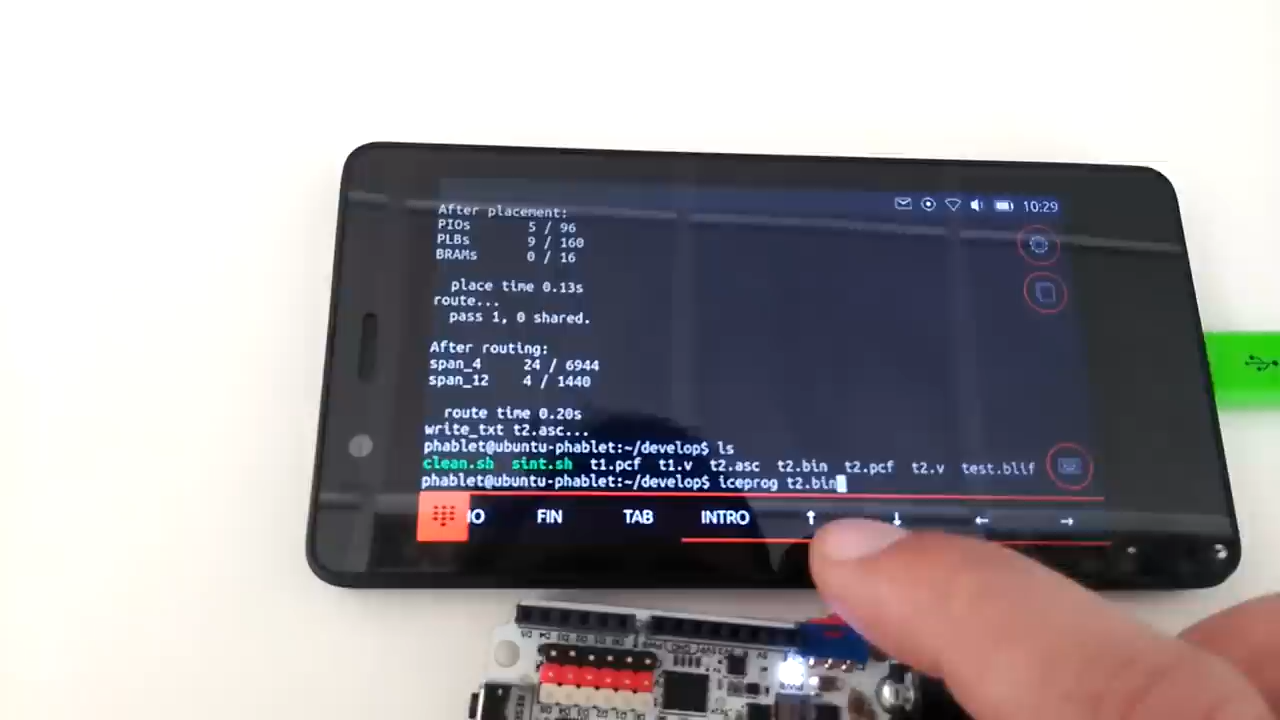 10:29
After placement:
PIOs 5 / 96
PLBs 9 / 160
BRAMs 0 / 16
place time 0.13s
route...
pass 1, 0 shared.
After routing:
span_4 24 / 6944
span_12 4 / 1440
route time 0.20s
write_txt t2.asc...
phablet@ubuntu-phablet:~/develop$ ls
clean.sh sint.sh t1.pcf t1.v t2.asc t2.bin t2.pcf t2.v test.blif
phablet@ubuntu-phablet:~/develop$ iceprog t2.bin
IO FIN TAB INTRO ↑ ↓ ← →